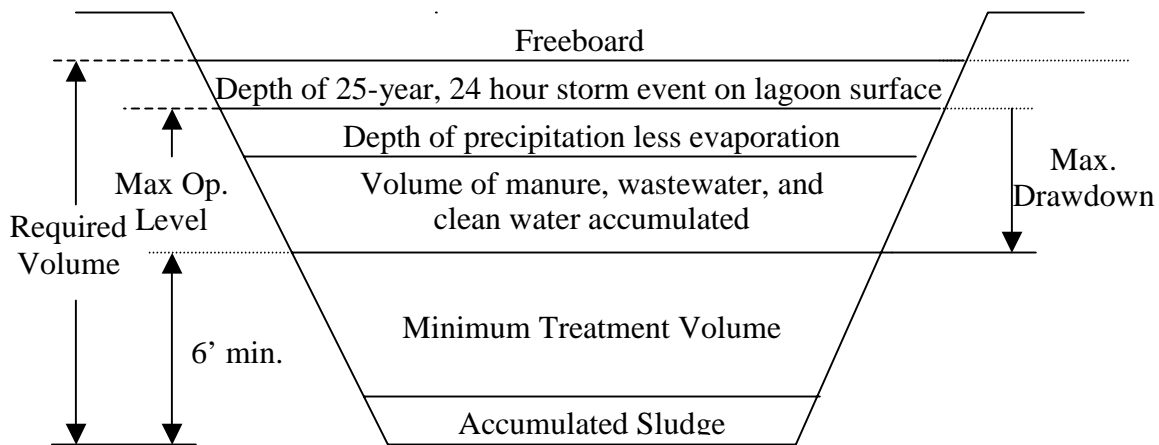 Freeboard
Depth of 25-year, 24 hour storm event on lagoon surface
Depth of precipitation less evaporation
Max Op.
Level
Volume of manure, wastewater, and
clean water accumulated
Max.
Drawdown
Required
Volume
6’ min.
Minimum Treatment Volume
Accumulated Sludge